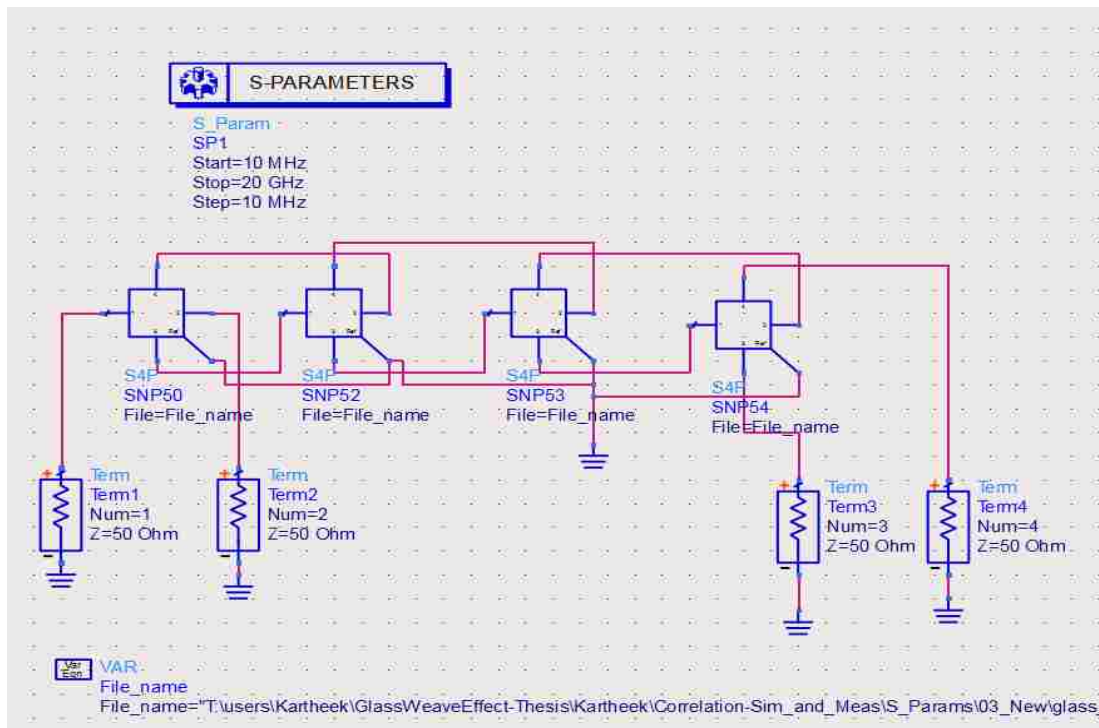 S-PARAMETERS
S_Param
SP1
Start=10 MHz
Stop=20 GHz
Step=10 MHz
S4P
SNP50
File=File_name
S4P
SNP52
File=File_name
S4P
SNP53
File=File_name
S4P
SNP54
File=File_name
Term
Term1
Num=1
Z=50 Ohm
Term
Term2
Num=2
Z=50 Ohm
Term
Term3
Num=3
Z=50 Ohm
Term
Term4
Num=4
Z=50 Ohm
Var
Eqn
VAR
File_name
File_name="T:\users\Kartheek\GlassWeaveEffect-Thesis\Kartheek\Correlation-Sim_and_Meas\S_Params\03_New\glass